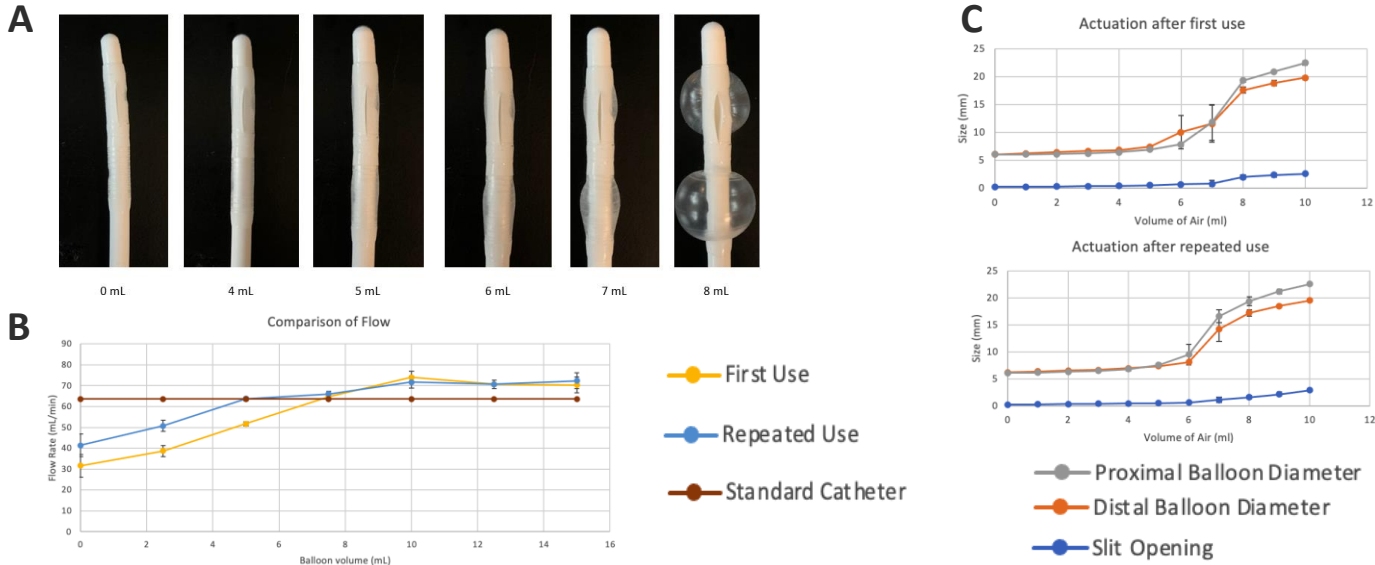 A
0 mL
4 mL
5 mL
6 mL
7 mL
8 mL
B
Comparison of Flow
Flow Rate (mL/min)
90
80
70
60
50
40
30
20
10
0
0 2 4 6 8 10 12 14 16
Balloon volume (mL)
First Use
Repeated Use
Standard Catheter
C
Actuation after first use
Size (mm)
25
20
15
10
5
0
0 2 4 6 8 10 12
Volume of Air (ml)
Actuation after repeated use
Size (mm)
25
20
15
10
5
0
0 2 4 6 8 10 12
Volume of Air (ml)
Proximal Balloon Diameter
Distal Balloon Diameter
Slit Opening